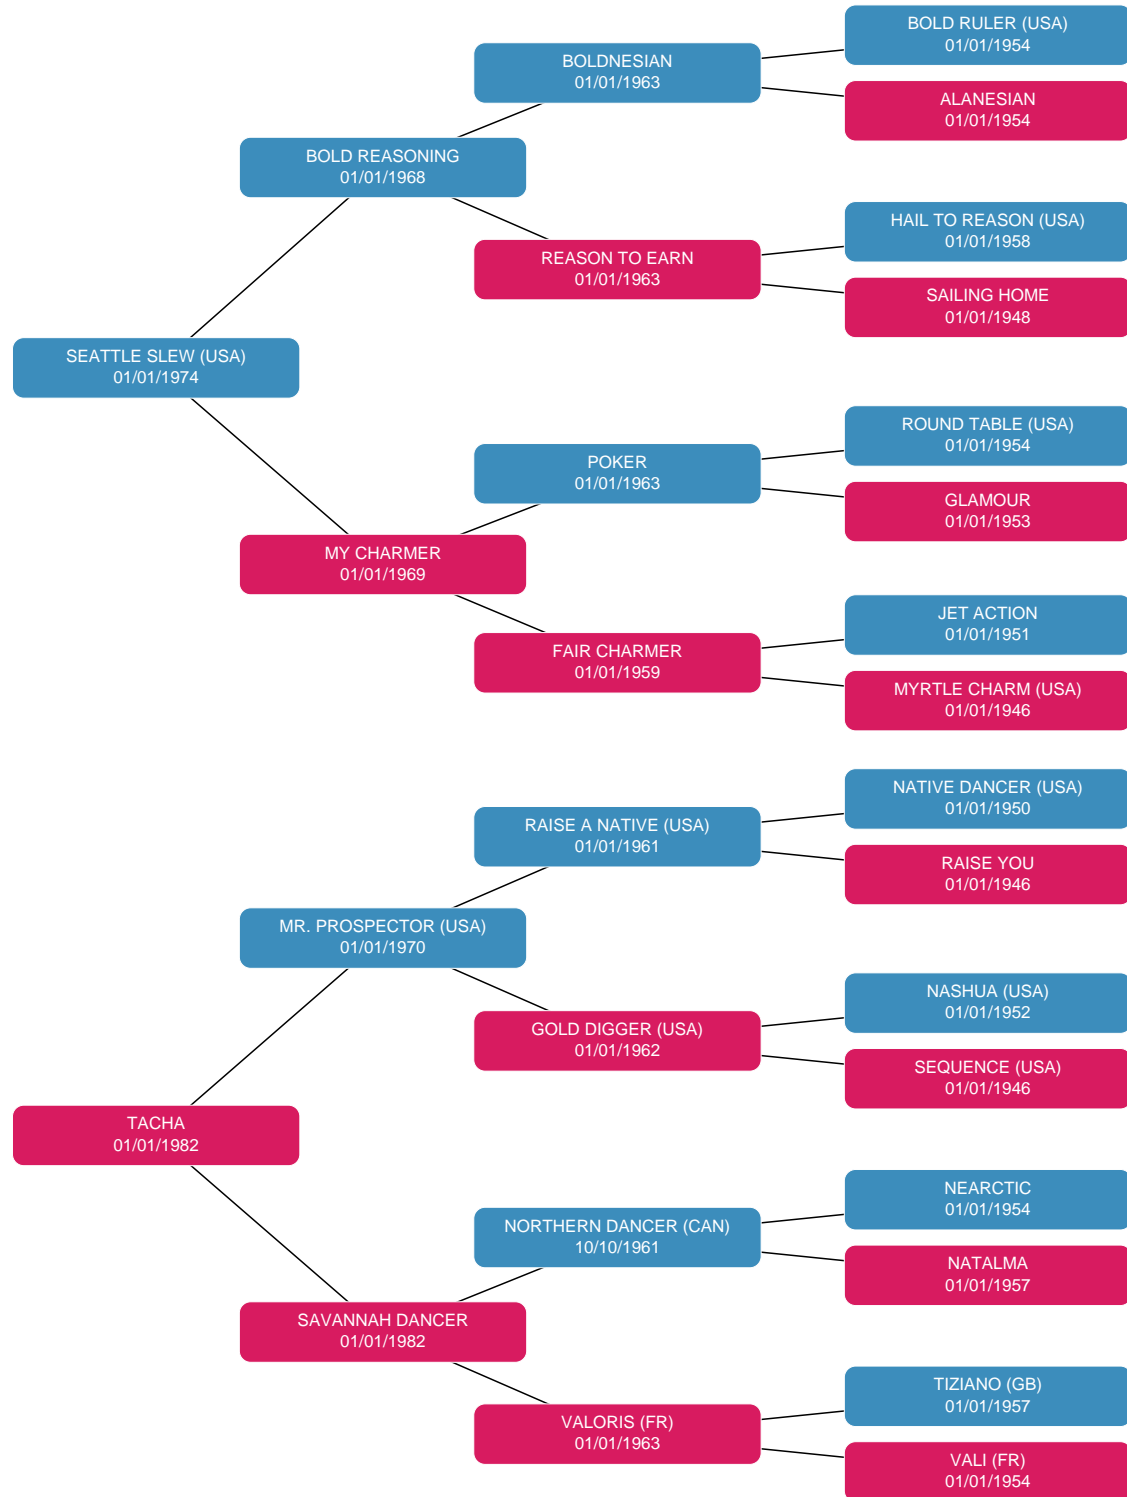 BOLD RULER (USA)
01/01/1954
BOLDNESIAN
01/01/1963
ALANESIAN
01/01/1954
BOLD REASONING
01/01/1968
HAIL TO REASON (USA)
01/01/1958
REASON TO EARN
01/01/1963
SAILING HOME
01/01/1948
SEATTLE SLEW (USA)
01/01/1974
ROUND TABLE (USA)
01/01/1954
POKER
01/01/1963
GLAMOUR
01/01/1953
MY CHARMER
01/01/1969
JET ACTION
01/01/1951
FAIR CHARMER
01/01/1959
MYRTLE CHARM (USA)
01/01/1946
NATIVE DANCER (USA)
01/01/1950
RAISE A NATIVE (USA)
01/01/1961
RAISE YOU
01/01/1946
MR. PROSPECTOR (USA)
01/01/1970
NASHUA (USA)
01/01/1952
GOLD DIGGER (USA)
01/01/1962
SEQUENCE (USA)
01/01/1946
TACHA
01/01/1982
NEARCTIC
01/01/1954
NORTHERN DANCER (CAN)
10/10/1961
NATALMA
01/01/1957
SAVANNAH DANCER
01/01/1982
TIZIANO (GB)
01/01/1957
VALORIS (FR)
01/01/1963
VALI (FR)
01/01/1954